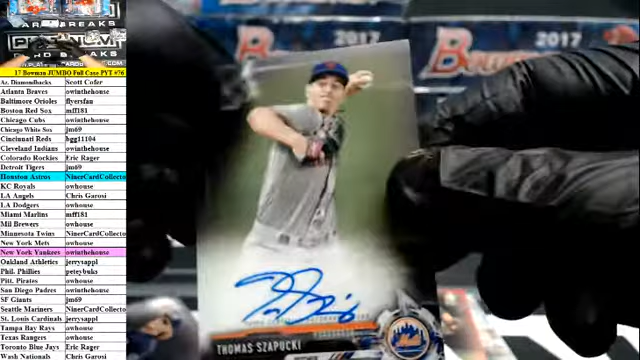 17 Bowman JUMBO Full Case PYT #76
Az. Diamondbacks Scott Cofer
Atlanta Braves owinthehouse
Baltimore Orioles flyersfan
Boston Red Sox mff181
Chicago Cubs owinthehouse
Chicago White Sox jm69
Cincinnati Reds bgg11104
Cleveland Indians owinthehouse
Colorado Rockies Eric Rager
Detroit Tigers jm69
Houston Astros NinerCardCollecto
KC Royals owhouse
LA Angels Chris Garosi
LA Dodgers owhouse
Miami Marlins mff181
Mil Brewers owhouse
Minnesota Twins NinerCardCollecto
New York Mets owhouse
New York Yankees owinthehouse
Oakland Athletics jerrysappl
Phil. Phillies peteybuks
Pitt. Pirates owhouse
San Diego Padres owinthehouse
SF Giants jm69
Seattle Mariners NinerCardCollecto
St. Louis Cardinals jerrysappl
Tampa Bay Rays owhouse
Texas Rangers owhouse
Toronto Blue Jays Eric Rager
Wash Nationals Chris Garosi
2017
2017
THOMAS SZAPUCKI